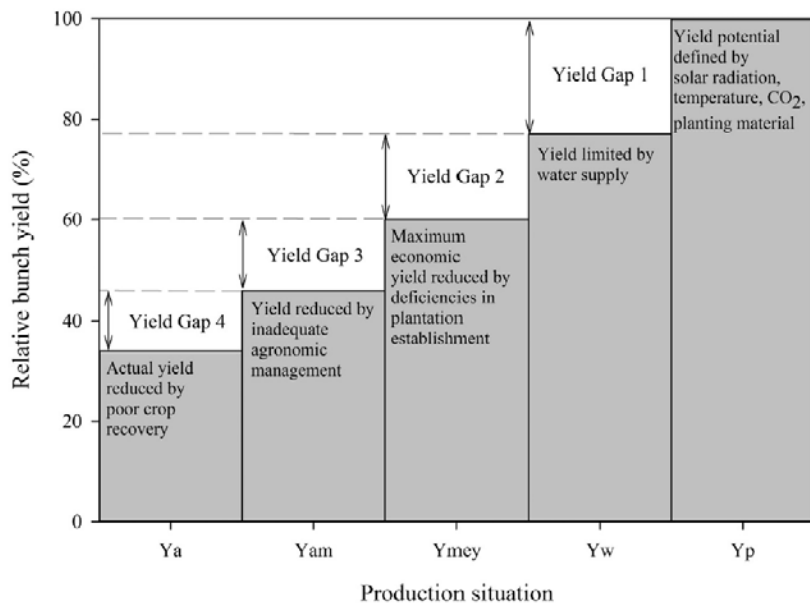 Relative bunch yield (%)
100
80
60
40
20
0
Yield Gap 4
Actual yield
reduced by
poor crop
recovery
Yield Gap 3
Yield reduced by
inadequate
agronomic
management
Yield Gap 2
Maximum
economic
yield reduced by
deficiencies in
plantation
establishment
Yield Gap 1
Yield limited by
water supply
Yield potential
defined by
solar radiation,
temperature, CO2,
planting material
Ya
Yam
Ymey
Yw
Yp
Production situation